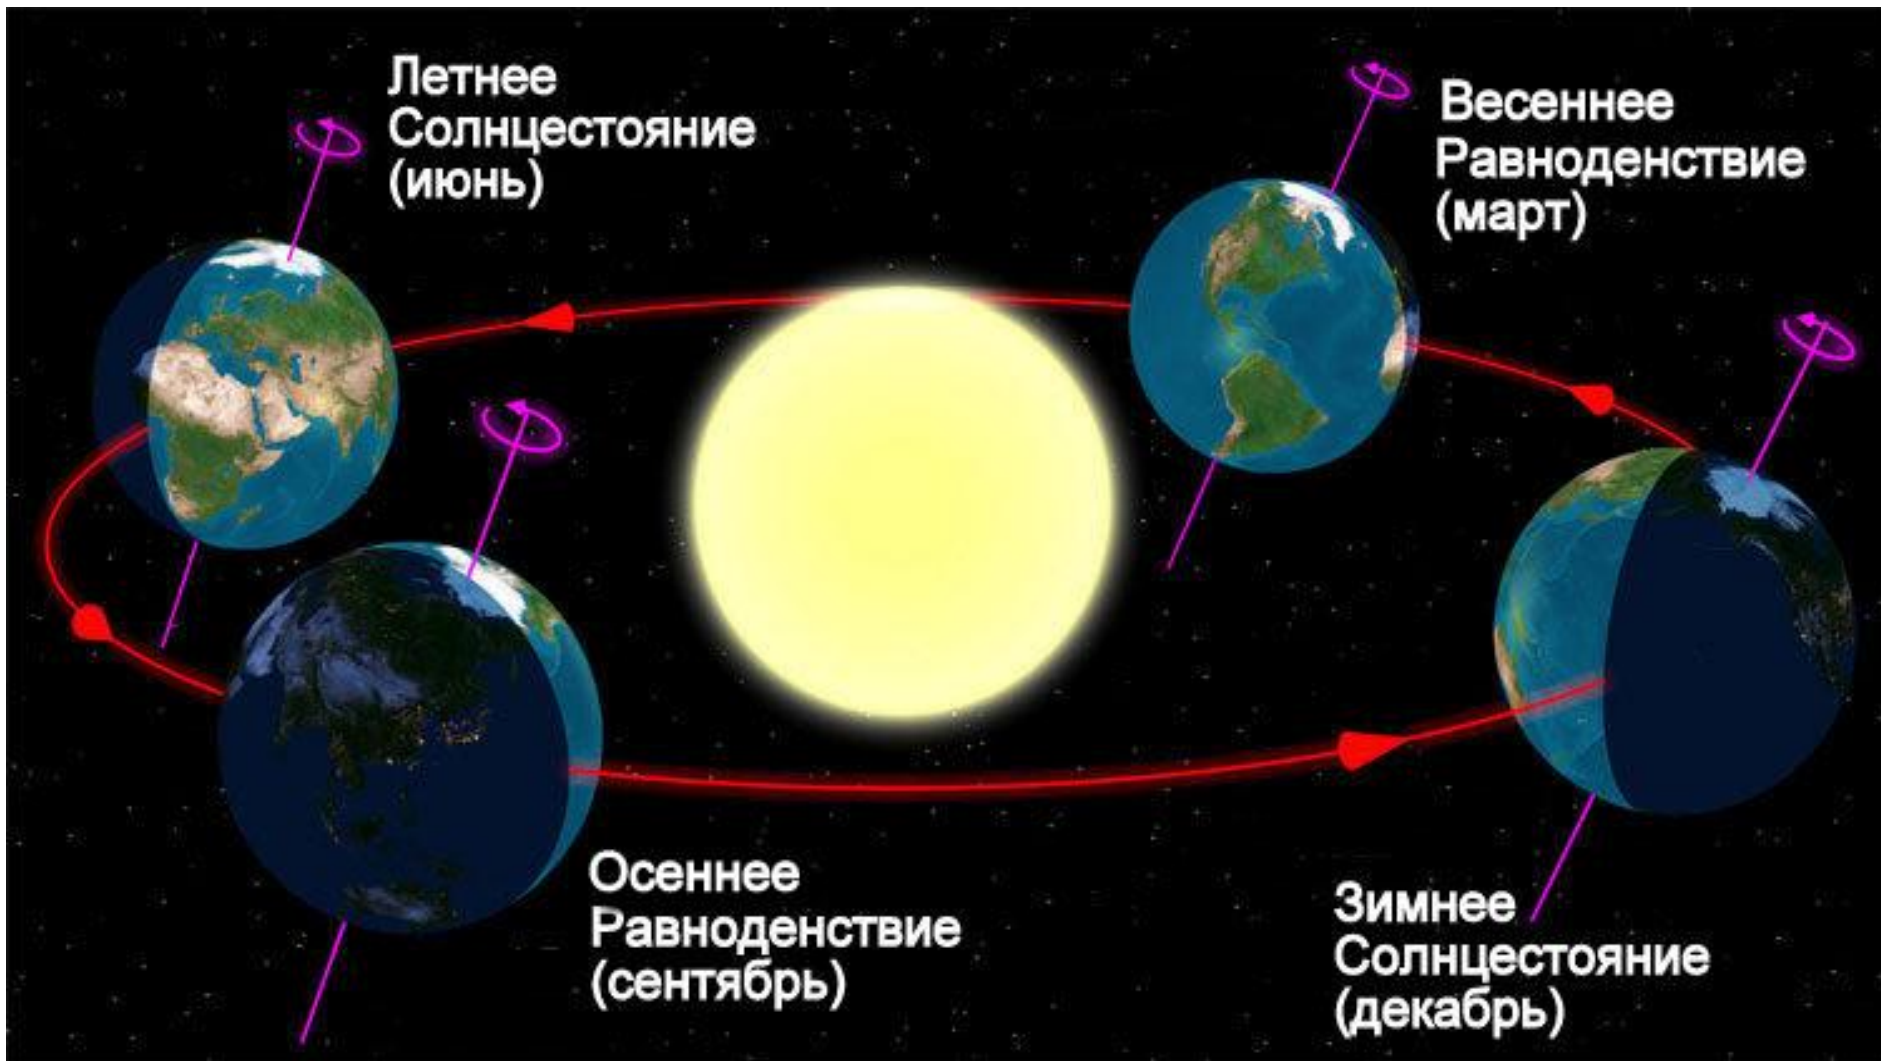 Летнее
Солнцестояние
(июнь)
Весеннее
Равноденствие
(март)
Осеннее
Равноденствие
(сентябрь)
Зимнее
Солнцестояние
(декабрь)